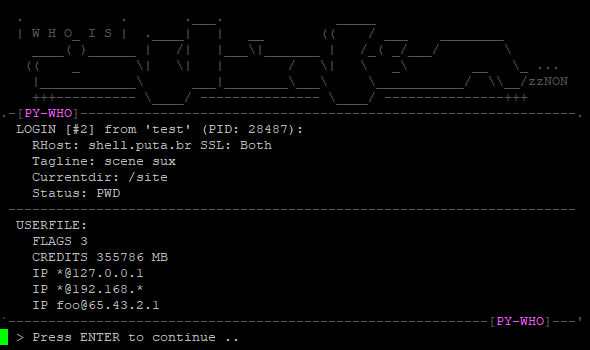 W H O _ I S
zzNON
[PY-WHO]
LOGIN [#2] from 'test' (PID: 28487):
RHost: shell.puta.br SSL: Both
Tagline: scene sux
Currentdir: /site
Status: PWD
USERFILE:
FLAGS 3
CREDITS 355786 MB
IP *@127.0.0.1
IP *@192.168.*
IP foo@65.43.2.1
[PY-WHO]
> Press ENTER to continue ..